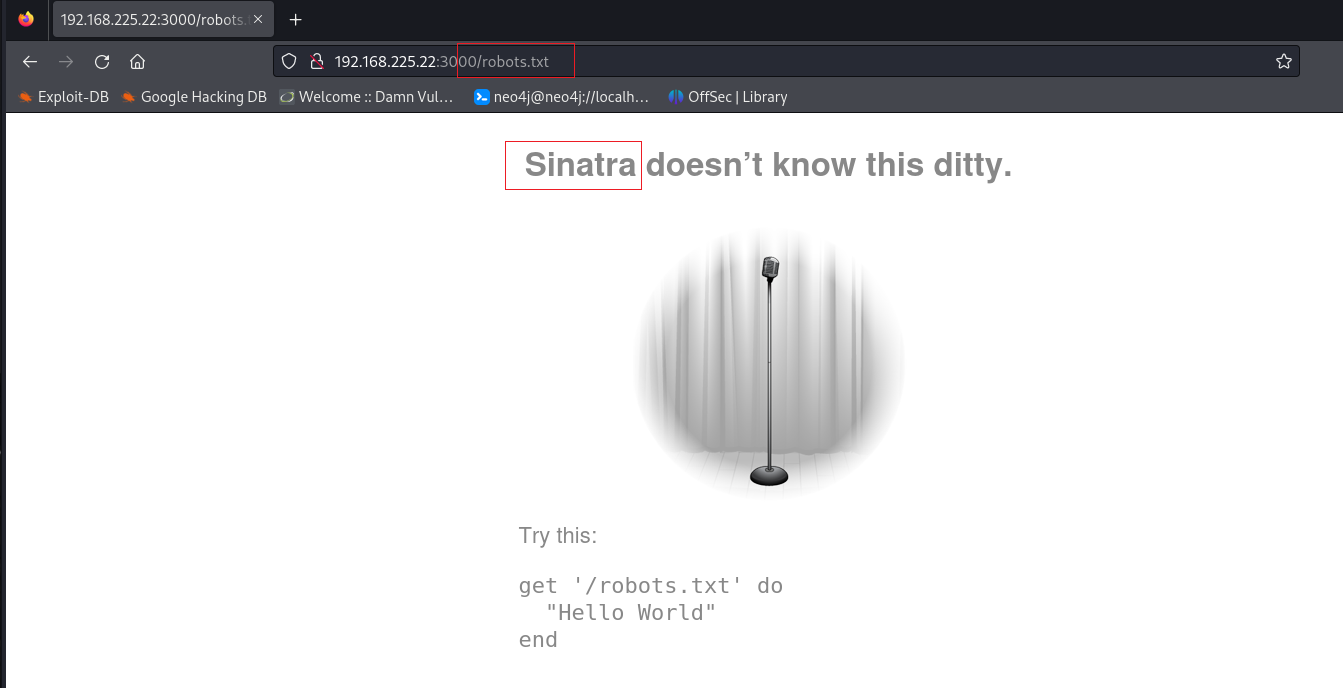 192.168.225.22:3000/robots.
192.168.225.22:3000/robots.txt
Exploit-DB Google Hacking DB Welcome :: Damn Vul… neo4j@neo4j://localh… OffSec | Library
Sinatra doesn’t know this ditty.
Try this:
get '/robots.txt' do
  "Hello World"
end